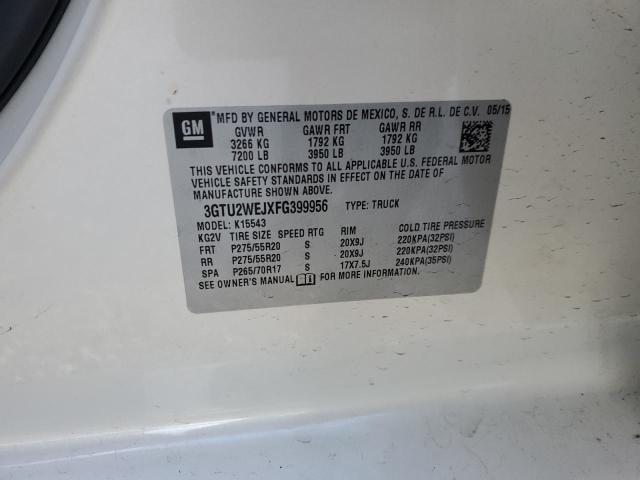 GM ® MFD BY GENERAL MOTORS DE MEXICO, S. DE R.L. DE C.V. 05/15
GVWR GAWR FRT GAWR RR
3266 KG 1792 KG 1792 KG
7200 LB 3950 LB 3950 LB
THIS VEHICLE CONFORMS TO ALL APPLICABLE U.S. FEDERAL MOTOR
VEHICLE SAFETY STANDARDS IN EFFECT ON THE DATE OF
MANUFACTURE SHOWN ABOVE.
3GTU2WEJXFG399956 TYPE: TRUCK
MODEL: K15543
KG2V TIRE SIZE SPEED RTG RIM COLD TIRE PRESSURE
FRT P275/55R20 S 20X9J 220KPA(32PSI)
RR P275/55R20 S 20X9J 220KPA(32PSI)
SPA P265/70R17 S 17X7.5J 240KPA(35PSI)
SEE OWNER'S MANUAL FOR MORE INFORMATION.